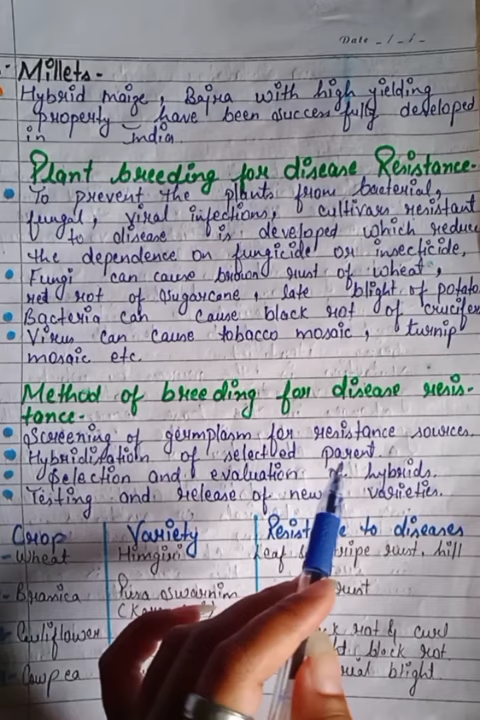 Date _/_/_
Millets-
Hybrid maize, Bajra with high yielding
property have been successfully developed
in India
Plant breeding for disease Resistance-
To prevent the plants from bacterial,
fungal, viral infections, cultivars resistant
to disease is developed which reduce
the dependence on fungicide or insecticide.
Fungi can cause brown rust of wheat,
red rot of sugarcane, late blight of potato
Bacteria can cause black rot of crucifer
Virus can cause tobacco mosaic, turnip
mosaic etc.
Method of breeding for disease resis-
tance-
Screening of germplasm for resistance sources.
Hybridisation of selected parent.
Selection and evaluation hybrids.
Testing and release of new varieties.
Crop Variety to diseases
Wheat Himgiri rust, hill
Brassica Pusa swarnim rust
Cauliflower rot & curl
black rot
Cowpea blight